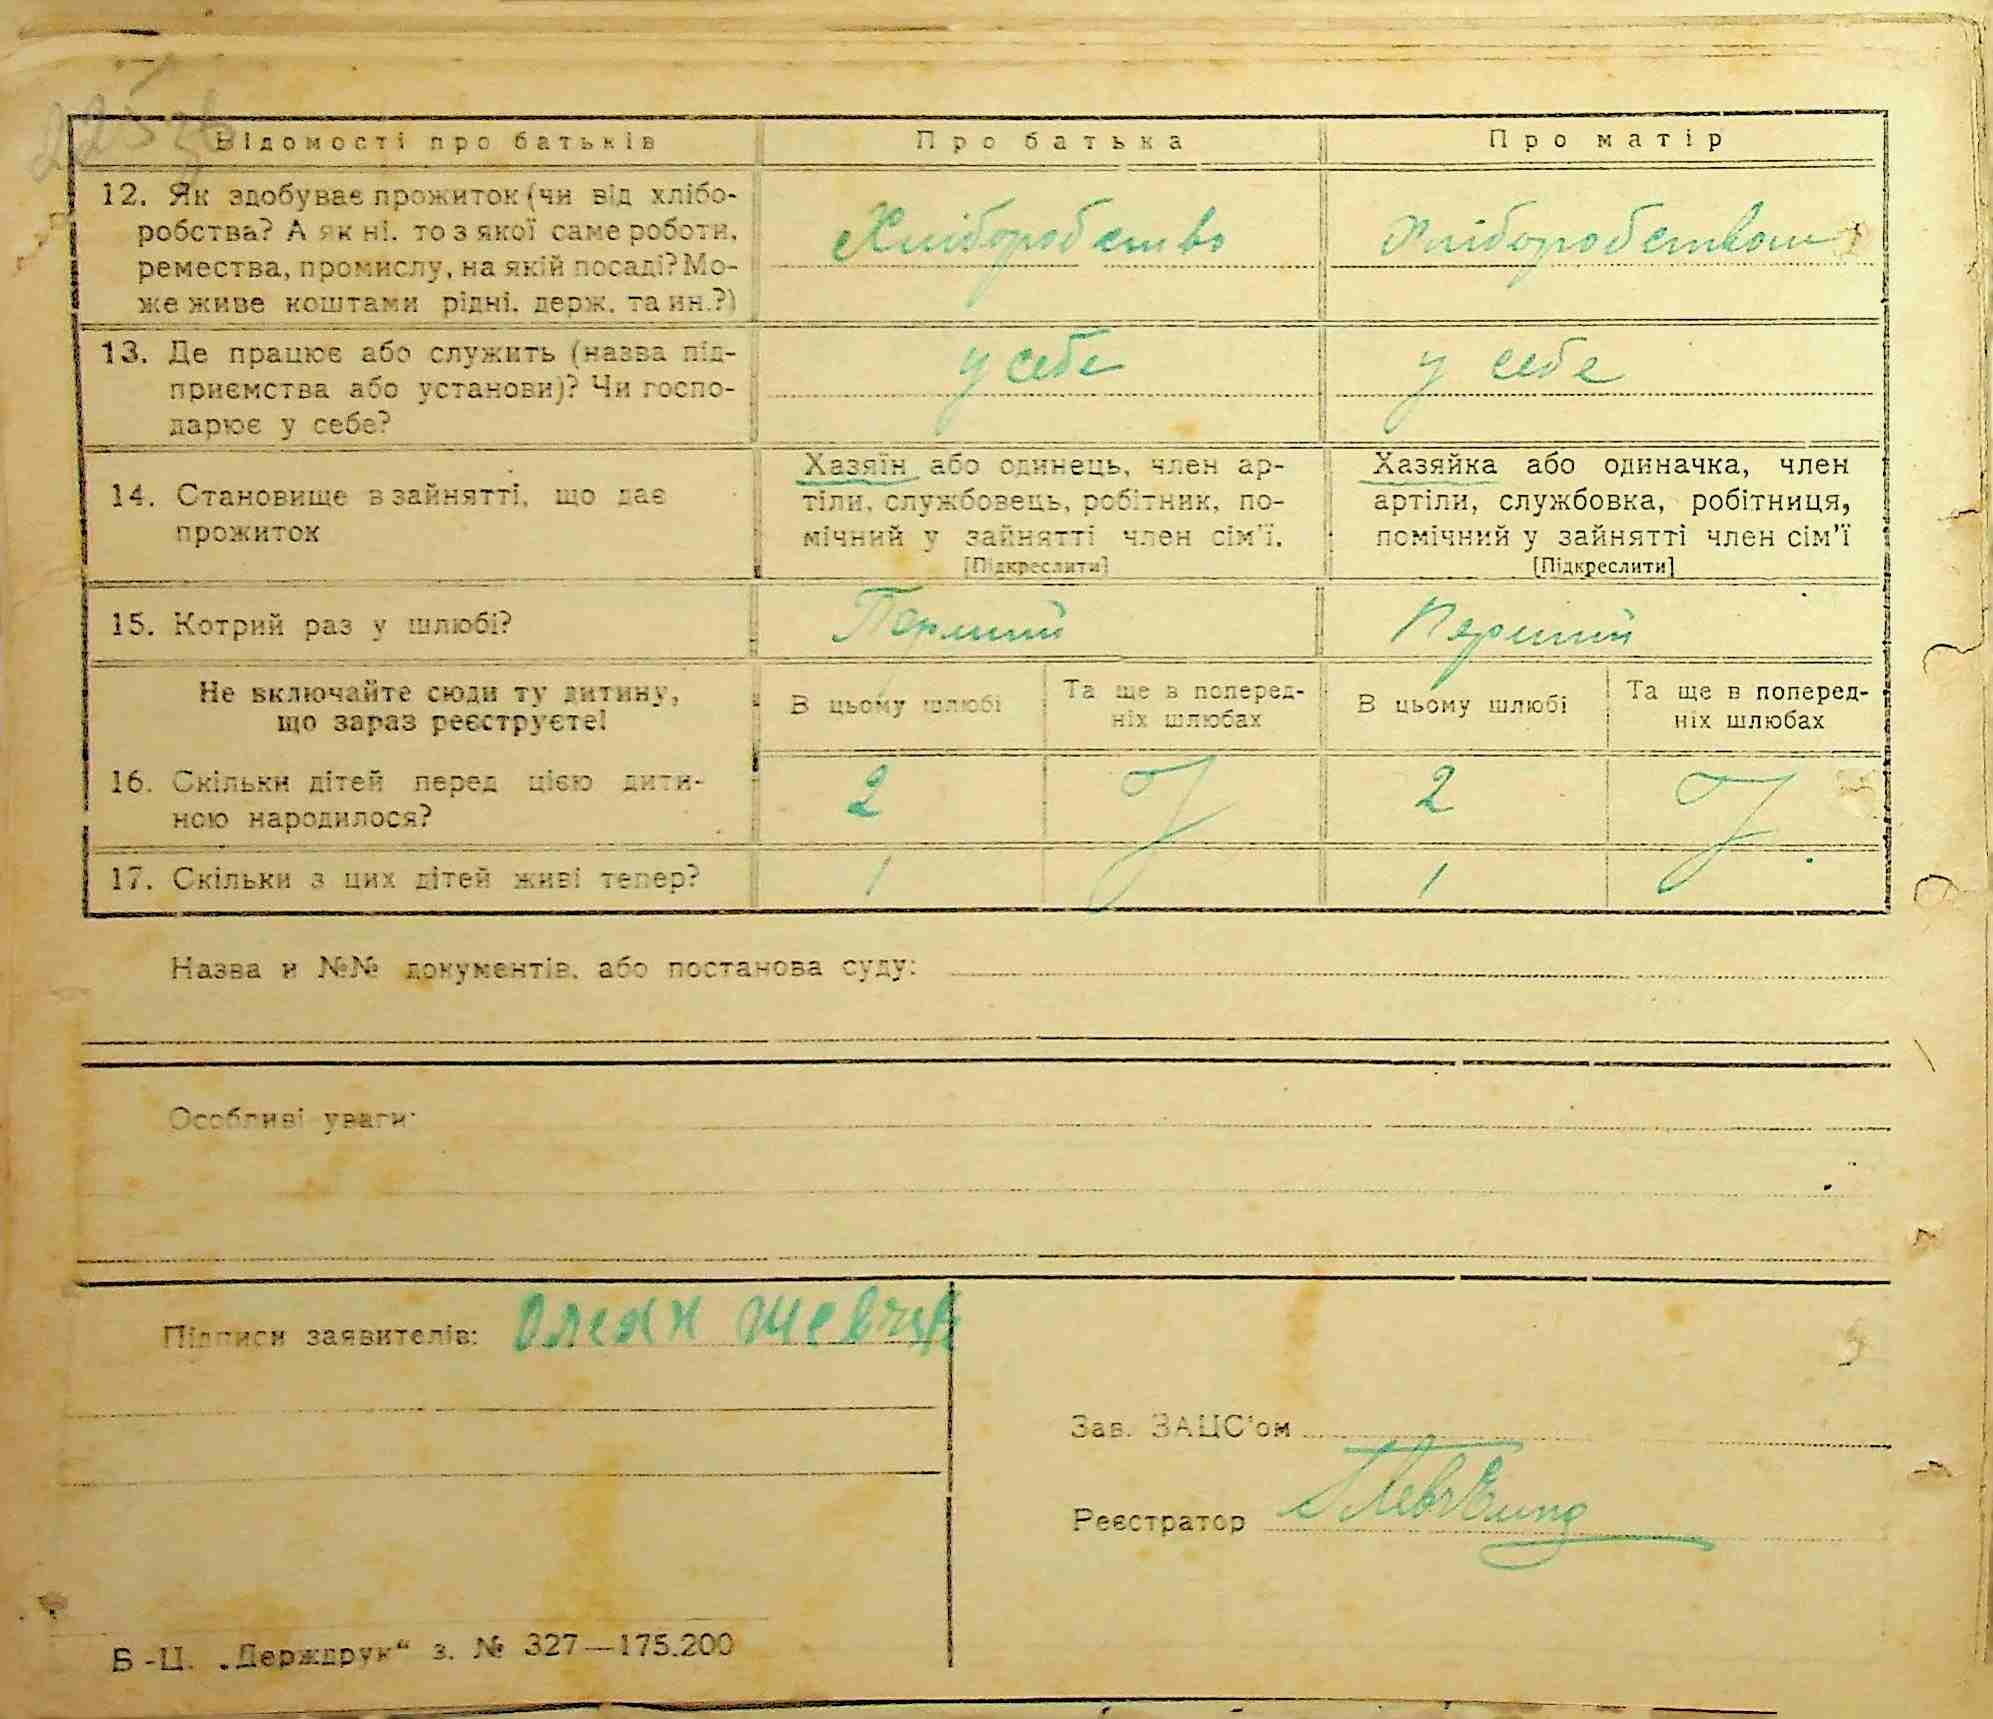 225 зв
Відомості про батьків Про батька Про матір
12. Як здобуває прожиток (чи від хлібо-
робства? А як ні, то з якої саме роботи,
ремества, промислу, на якій посаді? Мо-
же живе коштами рідні, держ. та ин.?)
Хліборобство Хліборобством
13. Де працює або служить (назва під-
приємства або установи)? Чи госпо-
дарює у себе?
у себе у себе
14. Становище в зайнятті, що дає
прожиток
Хазяїн або одинець, член ар-
тіли, службовець, робітник, по-
мічний у зайнятті член сім'ї.
[Підкреслити]
Хазяйка або одиначка, член
артіли, службовка, робітниця,
помічний у зайнятті член сім'ї
[Підкреслити]
15. Котрий раз у шлюбі? Перший Перший
Не включайте сюди ту дитину,
що зараз реєструєте!
В цьому шлюбі Та ще в поперед-
ніх шлюбах
В цьому шлюбі Та ще в поперед-
ніх шлюбах
16. Скільки дітей перед цією дити-
ною народилося?
2 2
17. Скільки з цих дітей живі тепер? 1 1
Назва и №№ документів, або постанова суду:
Особливі уваги:
Підписи заявителів: Олеян Шевчук
Зав. ЗАЦС'ом
Реєстратор
Б-Ц. „Держдрук“ з. № 327—175.200